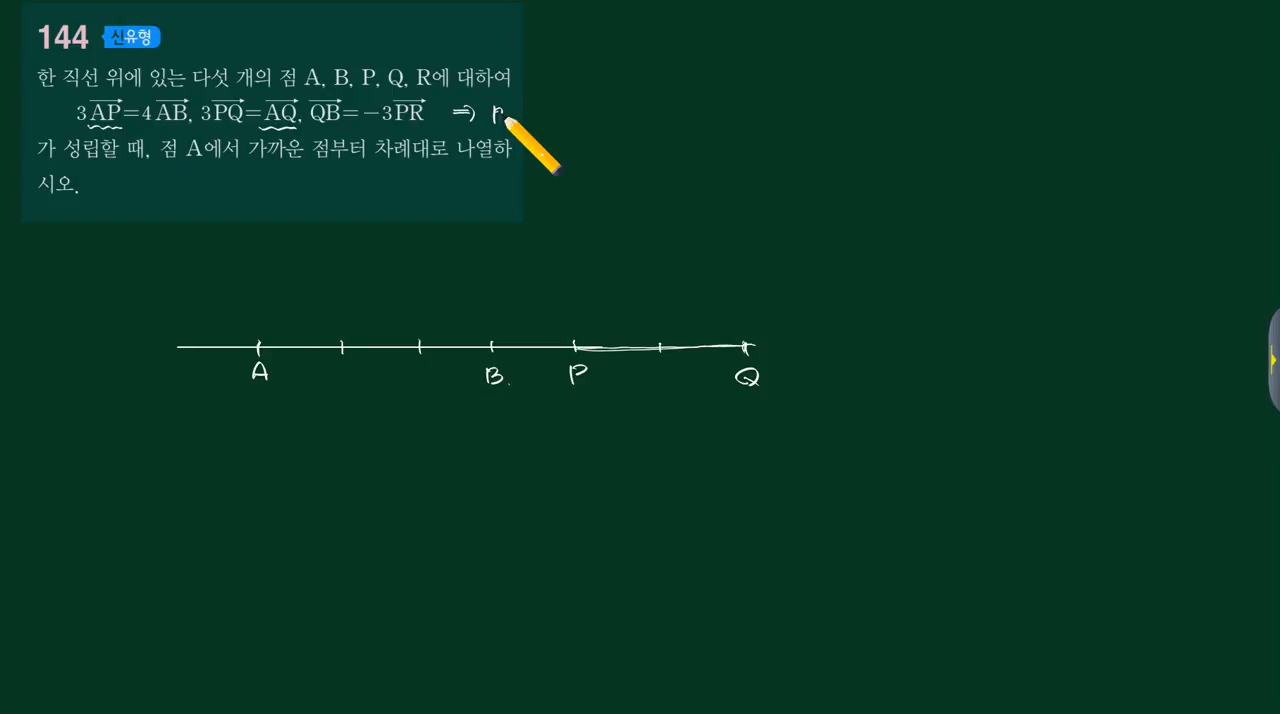 144 신유형
한 직선 위에 있는 다섯 개의 점 A, B, P, Q, R에 대하여
3AP=4AB, 3PQ=AQ, QB=-3PR ⇒
가 성립할 때, 점 A에서 가까운 점부터 차례대로 나열하
시오.
A B P Q